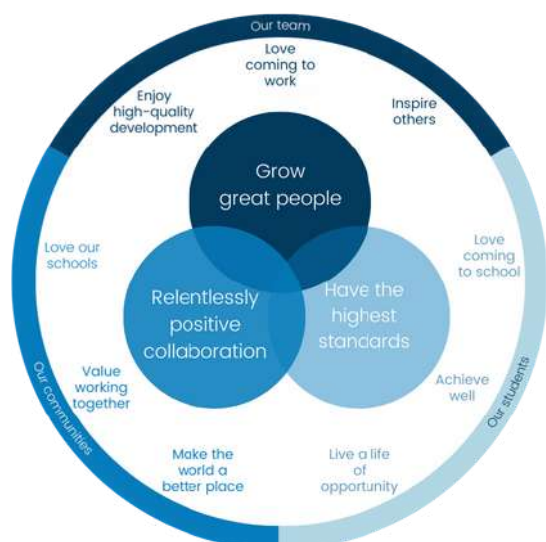 Our team
Love
coming to
work
Enjoy
high-quality
development
Inspire
others
Grow
great people
Love our
schools
Love
coming
to school
Relentlessly
positive
collaboration
Have the
highest
standards
Value
working
together
Achieve
well
Make the
world a
better place
Live a life
of
opportunity
Our communities
Our students